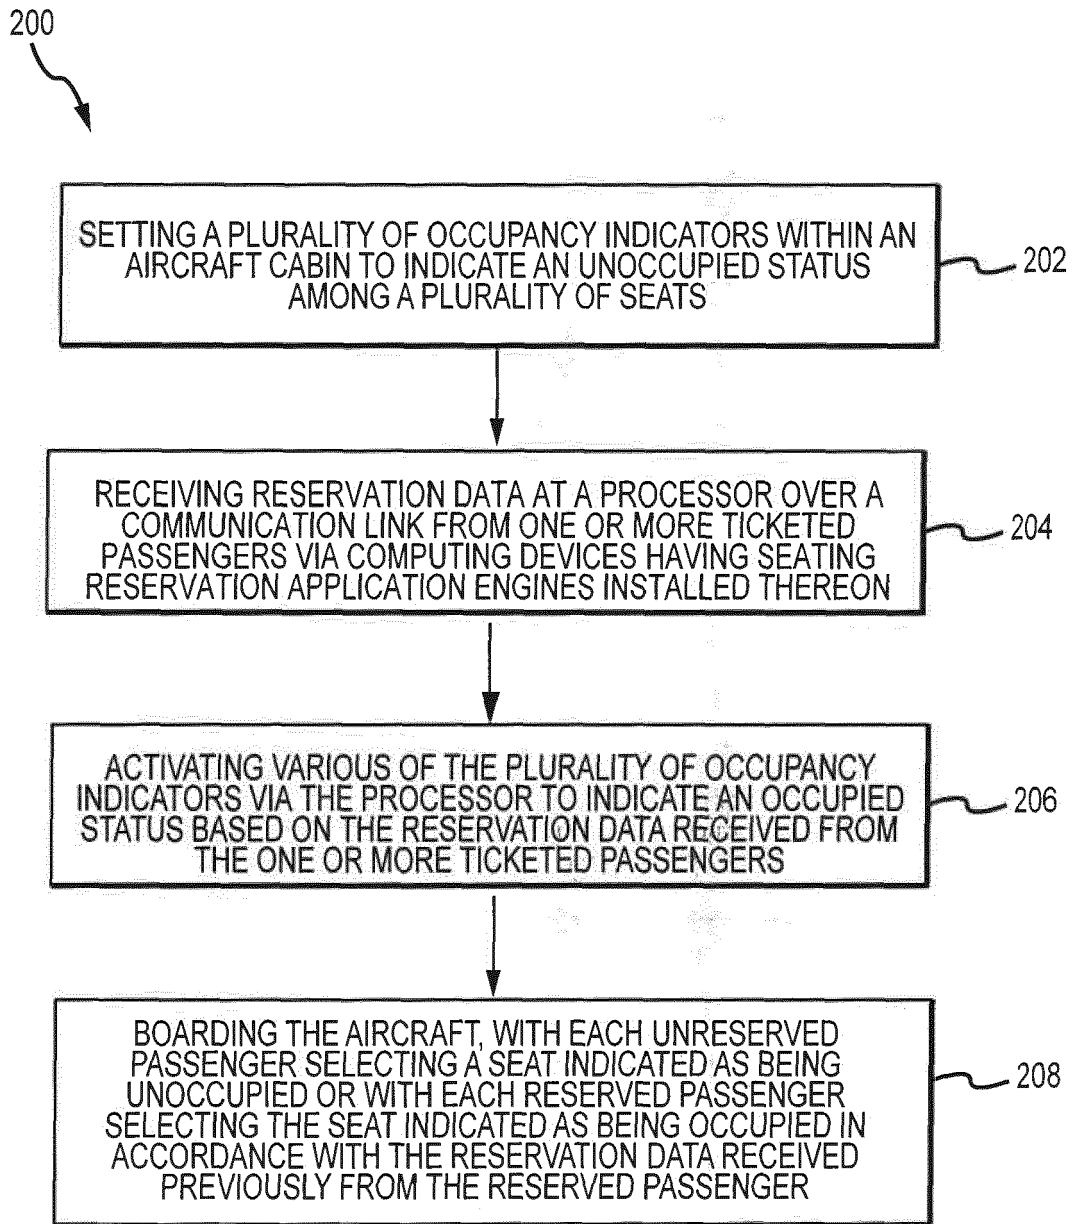 200
SETTING A PLURALITY OF OCCUPANCY INDICATORS WITHIN AN
AIRCRAFT CABIN TO INDICATE AN UNOCCUPIED STATUS
AMONG A PLURALITY OF SEATS
202
RECEIVING RESERVATION DATA AT A PROCESSOR OVER A
COMMUNICATION LINK FROM ONE OR MORE TICKETED
PASSENGERS VIA COMPUTING DEVICES HAVING SEATING
RESERVATION APPLICATION ENGINES INSTALLED THEREON
204
ACTIVATING VARIOUS OF THE PLURALITY OF OCCUPANCY
INDICATORS VIA THE PROCESSOR TO INDICATE AN OCCUPIED
STATUS BASED ON THE RESERVATION DATA RECEIVED FROM
THE ONE OR MORE TICKETED PASSENGERS
206
BOARDING THE AIRCRAFT, WITH EACH UNRESERVED
PASSENGER SELECTING A SEAT INDICATED AS BEING
UNOCCUPIED OR WITH EACH RESERVED PASSENGER
SELECTING THE SEAT INDICATED AS BEING OCCUPIED IN
ACCORDANCE WITH THE RESERVATION DATA RECEIVED
PREVIOUSLY FROM THE RESERVED PASSENGER
208